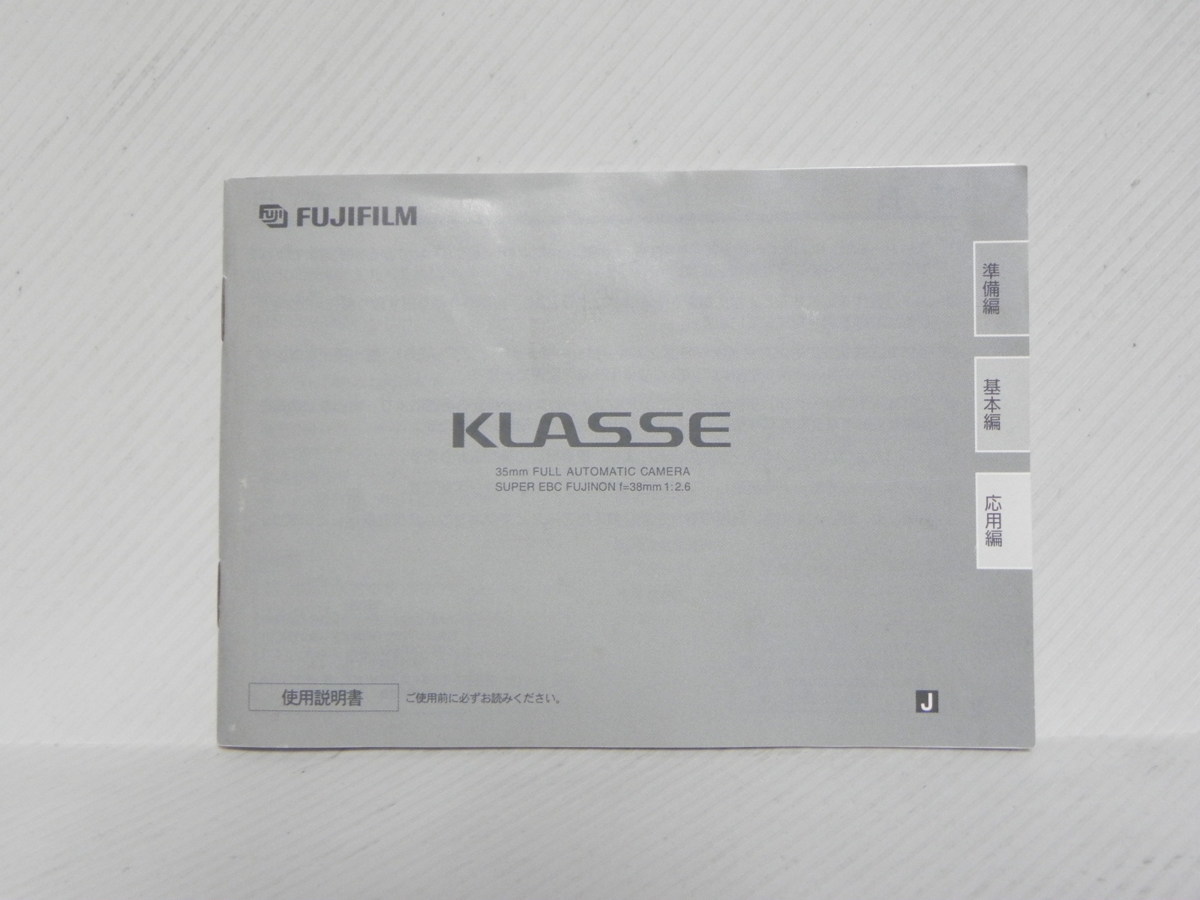 FUJI FUJIFILM
準備編
基本編
応用編
KLASSE
35mm FULL AUTOMATIC CAMERA
SUPER EBC FUJINON f=38mm 1:2.6
使用説明書 ご使用前に必ずお読みください。
J